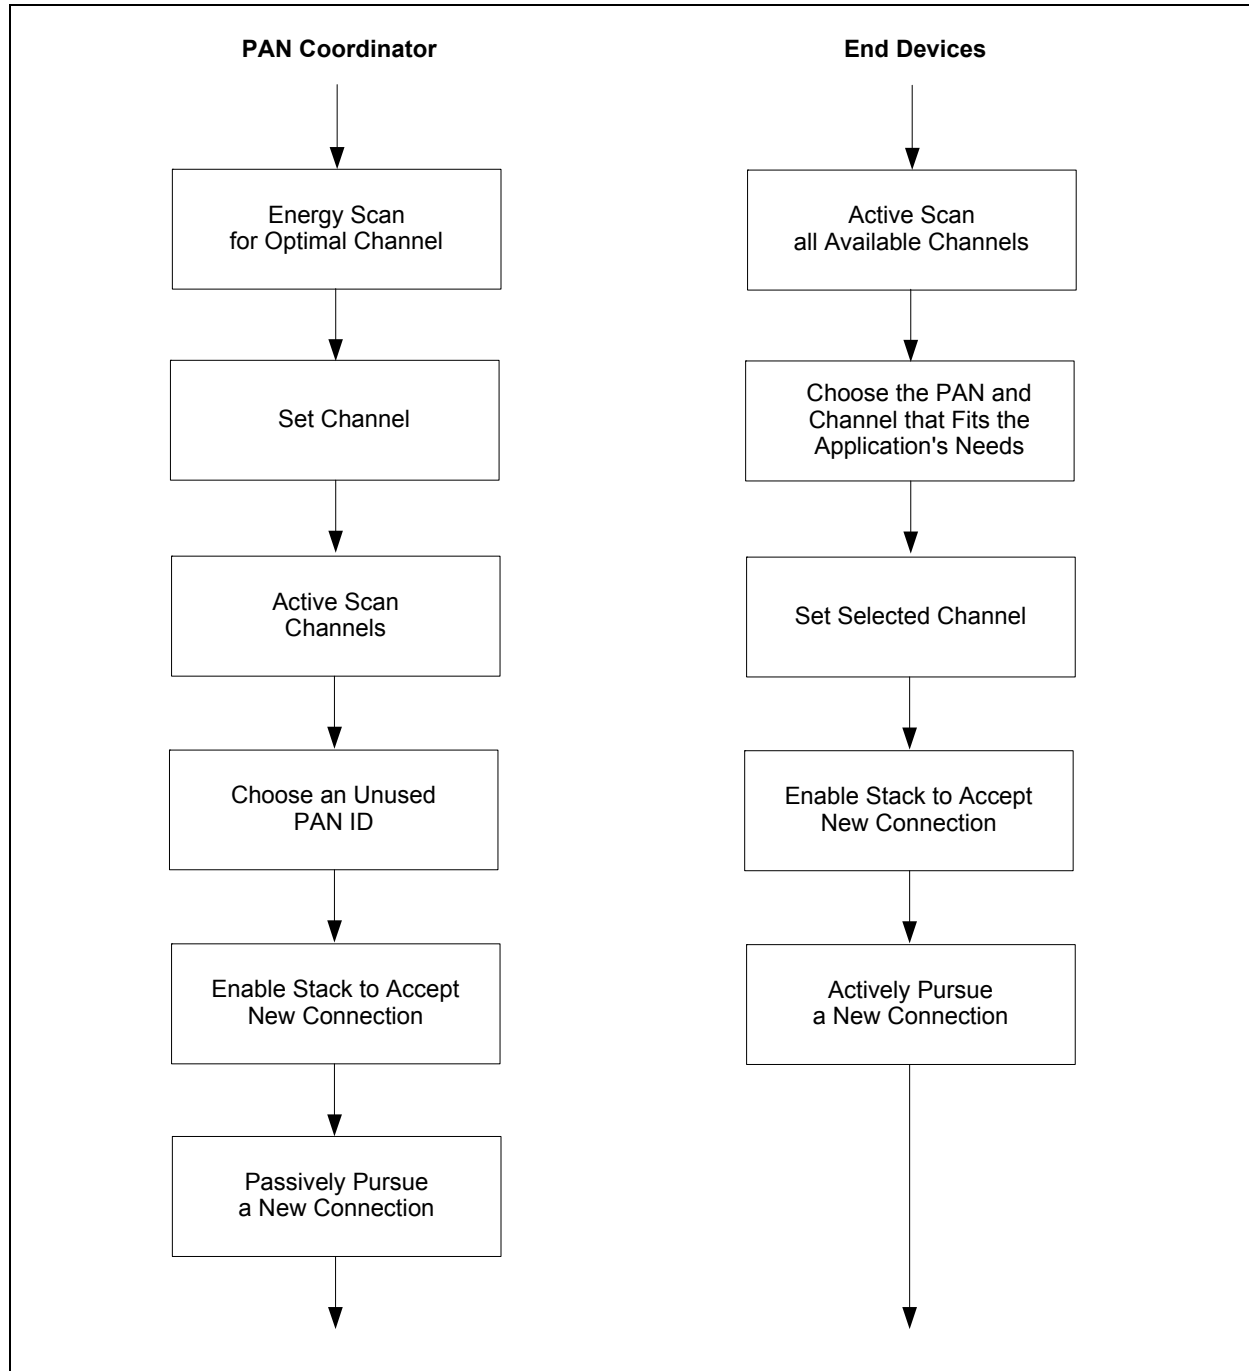 PAN Coordinator
Energy Scan
for Optimal Channel
Set Channel
Active Scan
Channels
Choose an Unused
PAN ID
Enable Stack to Accept
New Connection
Passively Pursue
a New Connection
End Devices
Active Scan
all Available Channels
Choose the PAN and
Channel that Fits the
Application's Needs
Set Selected Channel
Enable Stack to Accept
New Connection
Actively Pursue
a New Connection